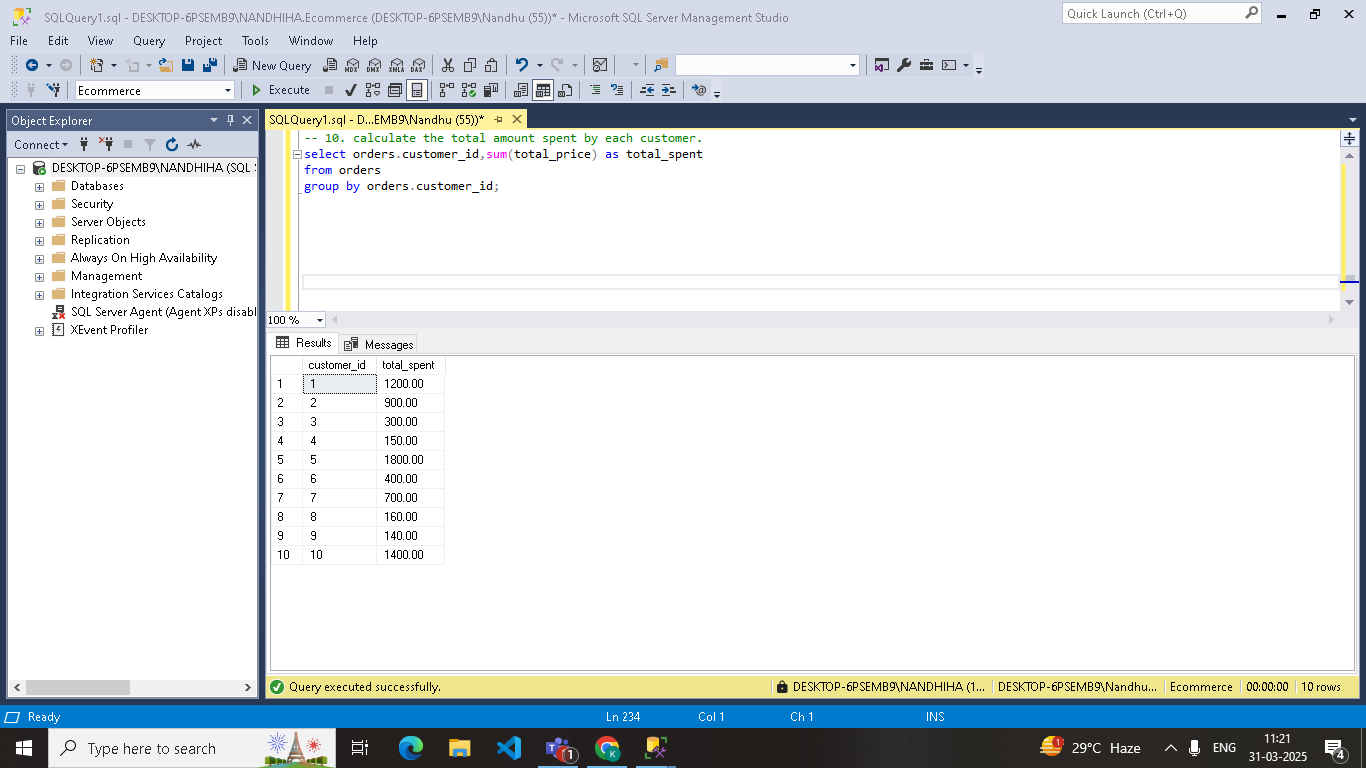 SQLQuery1.sql - DESKTOP-6PSEMB9\NANDHIHA.Ecommerce (DESKTOP-6PSEMB9\Nandhu (55))* - Microsoft SQL Server Management Studio
Quick Launch (Ctrl+Q)
File Edit View Query Project Tools Window Help
New Query
MDX DMX XMLA DAX
Ecommerce
Execute
Object Explorer
SQLQuery1.sql - D...EMB9\Nandhu (55))*
Connect
DESKTOP-6PSEMB9\NANDHIHA (SQL
Databases
Security
Server Objects
Replication
Always On High Availability
Management
Integration Services Catalogs
SQL Server Agent (Agent XPs disabl
XEvent Profiler
-- 10. calculate the total amount spent by each customer.
select orders.customer_id,sum(total_price) as total_spent
from orders
group by orders.customer_id;
100 %
Results Messages
customer_id total_spent
1 1 1200.00
2 2 900.00
3 3 300.00
4 4 150.00
5 5 1800.00
6 6 400.00
7 7 700.00
8 8 160.00
9 9 140.00
10 10 1400.00
Query executed successfully.
DESKTOP-6PSEMB9\NANDHIHA (1... DESKTOP-6PSEMB9\Nandhu... Ecommerce 00:00:00 10 rows
Ready Ln 234 Col 1 Ch 1 INS
Type here to search
1
1
29°C Haze
ENG
11:21
31-03-2025
4